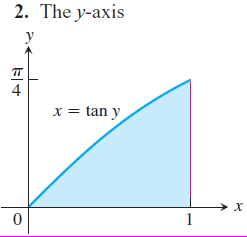 2. The y-axis
y
π
4
x = tan y
x
0
1